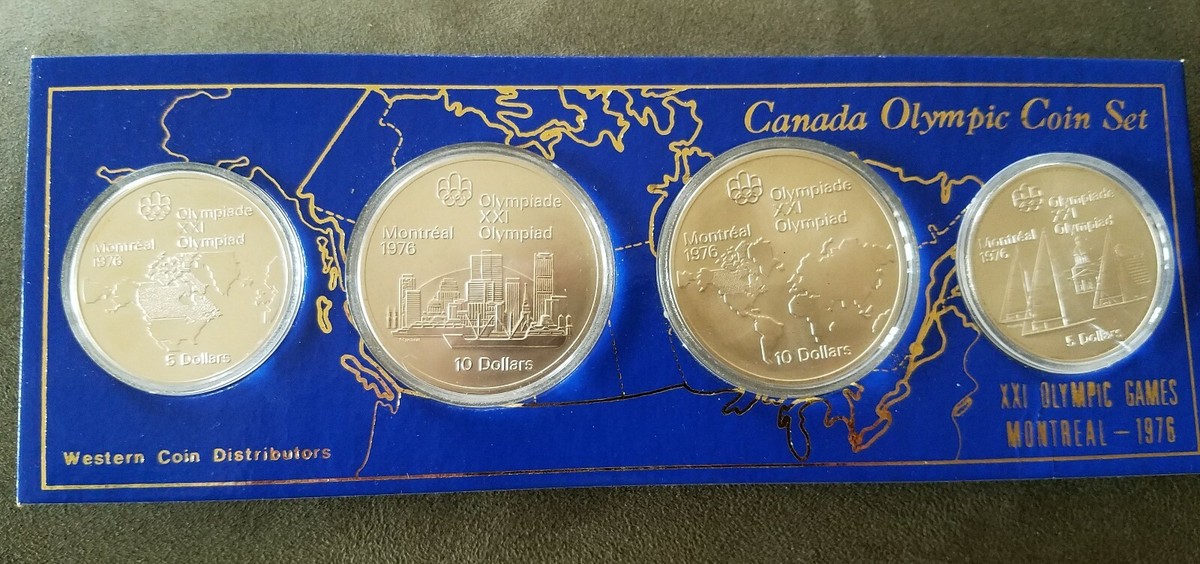 Canada Olympic Coin Set
Olympiade
XXI
Olympiad
Montréal
1976
5 Dollars
Olympiade
XXI
Olympiad
Montréal
1976
10 Dollars
Olympiade
XXI
Olympiad
Montréal
1976
10 Dollars
Olympiade
XXI
Olympiad
Montréal
1976
5 Dollars
XXI OLYMPIC GAMES
MONTREAL - 1976
Western Coin Distributors